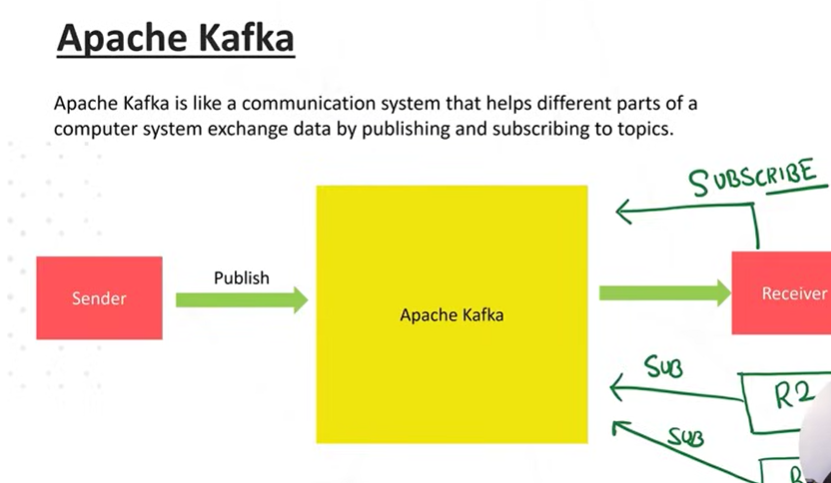 Apache Kafka
Apache Kafka is like a communication system that helps different parts of a
computer system exchange data by publishing and subscribing to topics.
SUBSCRIBE
Publish
Sender
Apache Kafka
Receiver
SUB
R2
SUB